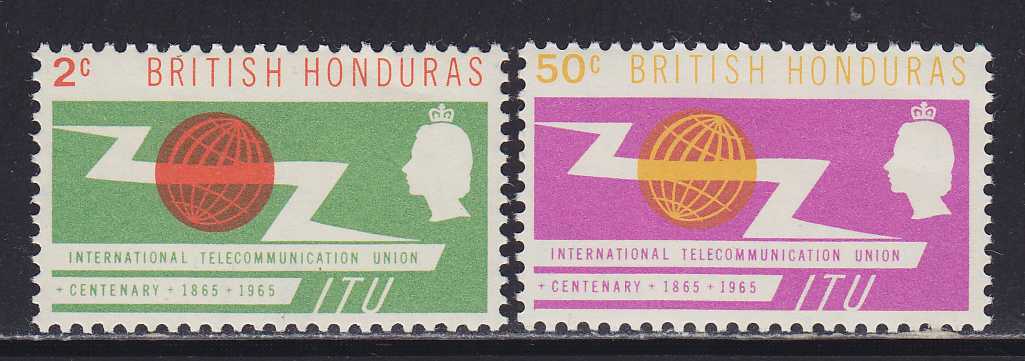 2c BRITISH HONDURAS
INTERNATIONAL TELECOMMUNICATION UNION
+ CENTENARY + 1865 + 1965 ITU
50c BRITISH HONDURAS
INTERNATIONAL TELECOMMUNICATION UNION
+ CENTENARY + 1865 + 1965 ITU